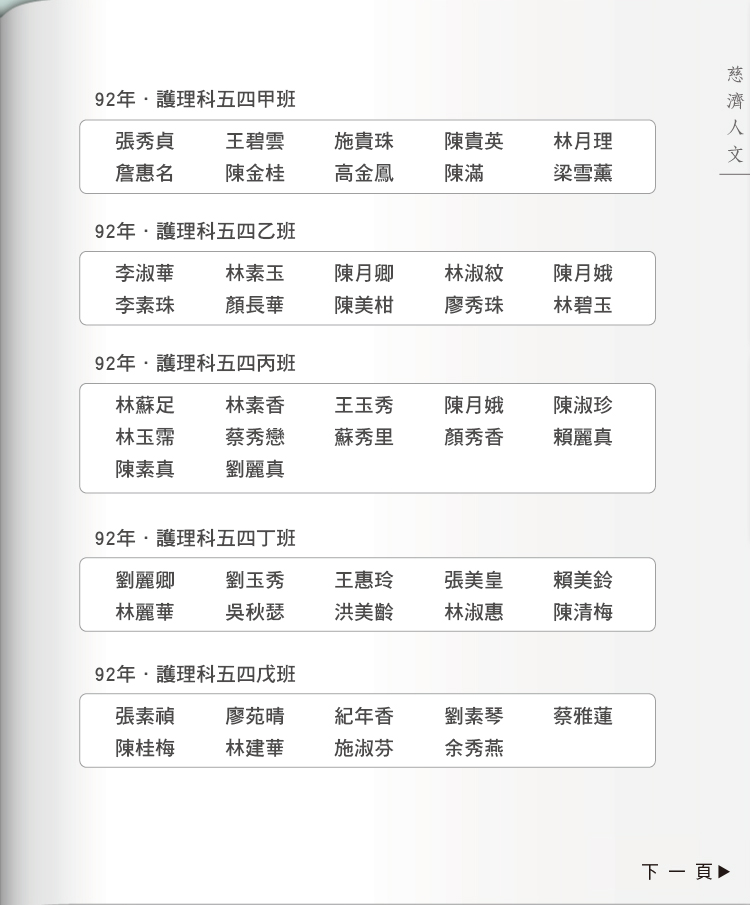 慈濟人文
92年．護理科五四甲班
張秀貞 王碧雲 施貴珠 陳貴英 林月理
詹惠名 陳金桂 高金鳳 陳滿 梁雪薰
92年．護理科五四乙班
李淑華 林素玉 陳月卿 林淑紋 陳月娥
李素珠 顏長華 陳美柑 廖秀珠 林碧玉
92年．護理科五四丙班
林蘇足 林素香 王玉秀 陳月娥 陳淑珍
林玉霈 蔡秀戀 蘇秀里 顏秀香 賴麗真
陳素真 劉麗真
92年．護理科五四丁班
劉麗卿 劉玉秀 王惠玲 張美皇 賴美鈴
林麗華 吳秋瑟 洪美齡 林淑惠 陳清梅
92年．護理科五四戊班
張素禎 廖苑晴 紀年香 劉素琴 蔡雅蓮
陳桂梅 林建華 施淑芬 余秀燕
下一頁▶